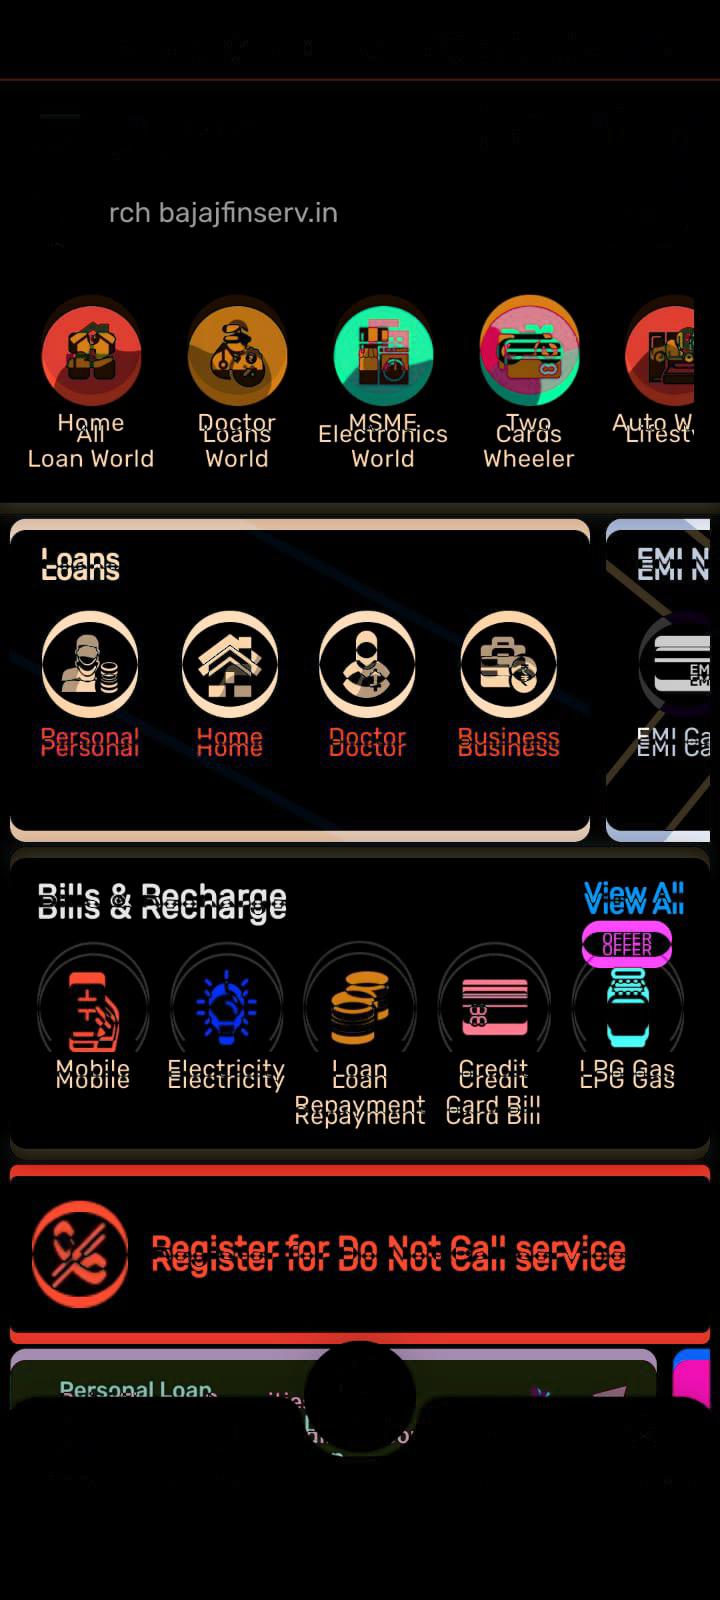 rch bajajfinserv.in
Home Doctor MSME Two Auto W
All Loans Electronics Cards Lifest
Loan World World World Wheeler
Loans EMI N
EM
Personal Home Doctor Business EMI Ca
Bills & Recharge View All
OFFER
Mobile Electricity Loan Credit LPG Gas
Repayment Card Bill
Register for Do Not Call service
Personal Loan